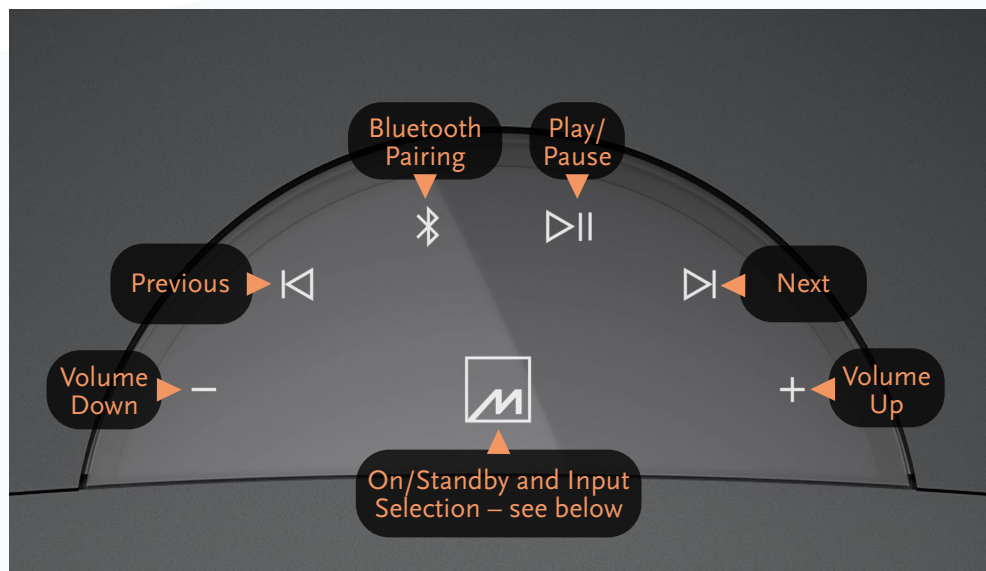 Bluetooth
Pairing
Play/
Pause
Previous
Next
Volume
Down
Volume
Up
On/Standby and Input
Selection – see below